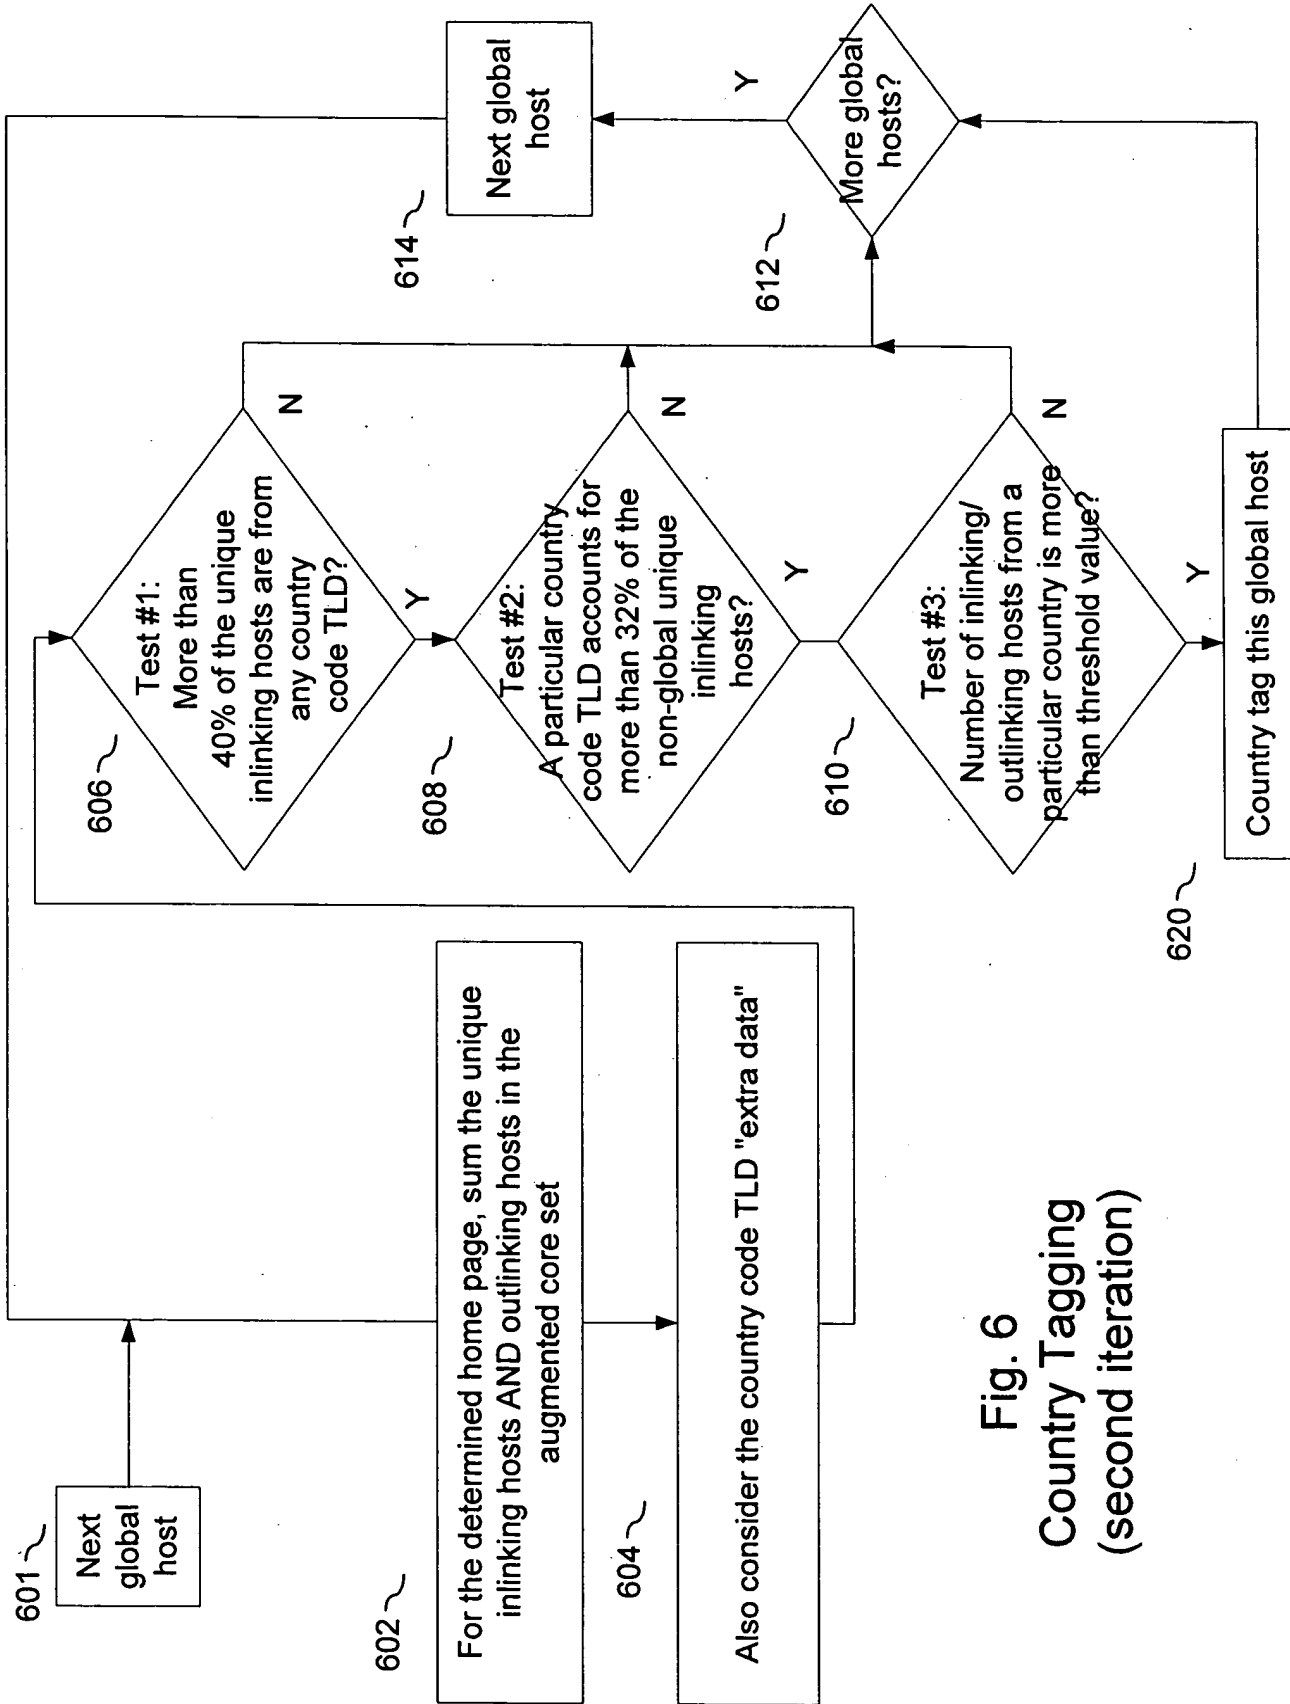 601
Next
global
host
602
For the determined home page, sum the unique
inlinking hosts AND outlinking hosts in the
augmented core set
604
Also consider the country code TLD "extra data"
606
Test #1:
More than
40% of the unique
inlinking hosts are from
any country
code TLD?
N
Y
608
Test #2:
A particular country
code TLD accounts for
more than 32% of the
non-global unique
inlinking
hosts?
N
Y
610
Test #3:
Number of inlinking/
outlinking hosts from a
particular country is more
than threshold value?
N
Y
620
Country tag this global host
614
Next global
host
612
More global
hosts?
Y
Fig. 6
Country Tagging
(second iteration)